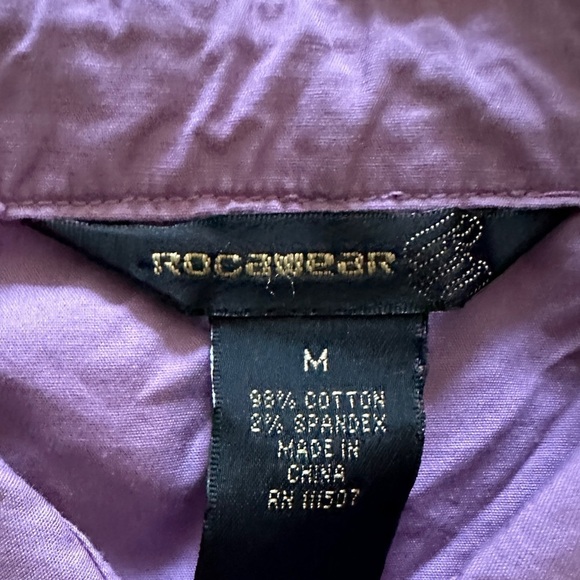 Rocawear R
M
98% COTTON
2% SPANDEX
MADE IN
CHINA
RN 111507